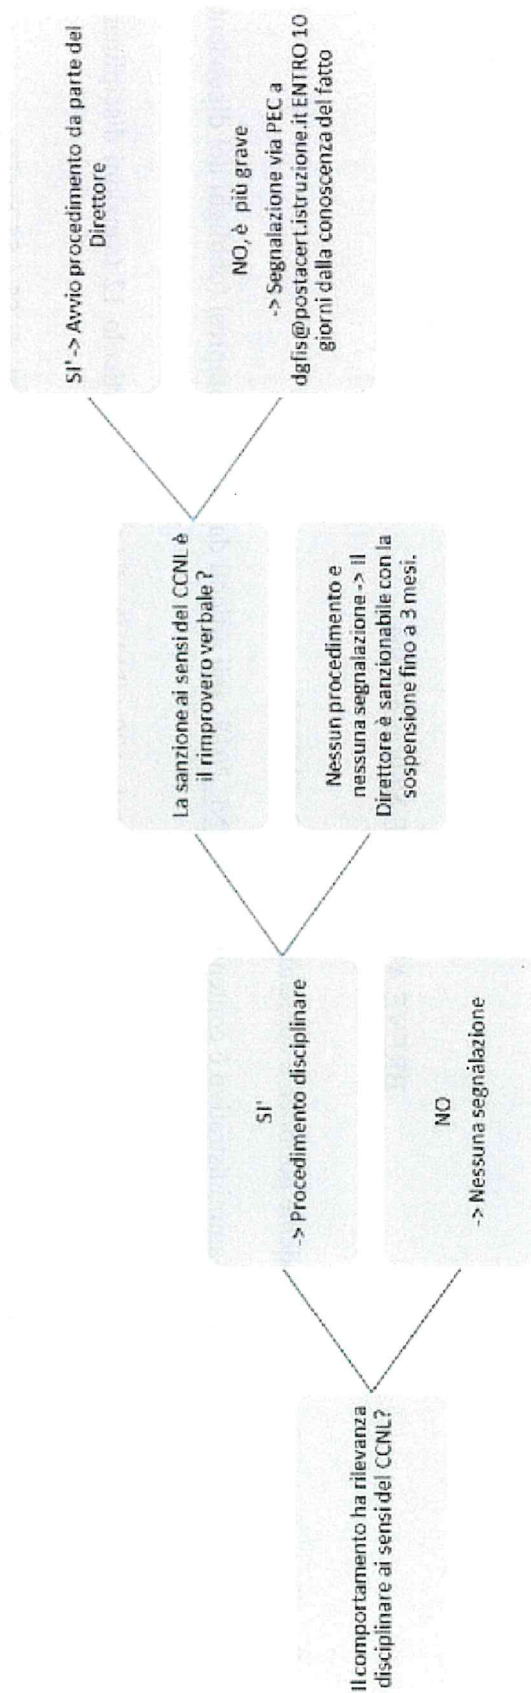 Il comportamento ha rilevanza
disciplinare ai sensi del CCNL?
SI'
-> Procedimento disciplinare
NO
-> Nessuna segnalazione
La sanzione ai sensi del CCNL è
il rimprovero verbale ?
Nessun procedimento e
nessuna segnalazione -> Il
Direttore è sanzionabile con la
sospensione fino a 3 mesi.
SI' -> Avvio procedimento da parte del
Direttore
NO, è più grave
-> Segnalazione via PEC a
dgfis@postacert.istruzione.it ENTRO 10
giorni dalla conoscenza del fatto